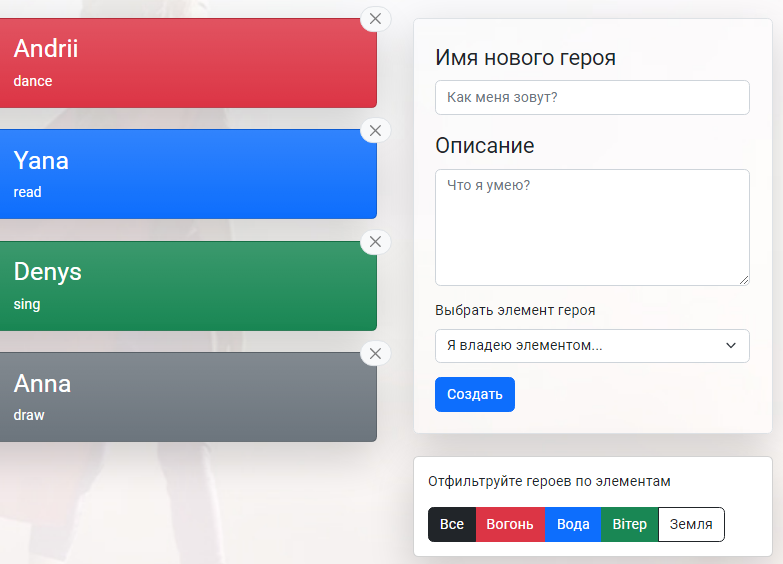 Andrii
dance
Yana
read
Denys
sing
Anna
draw
Имя нового героя
Как меня зовут?
Описание
Что я умею?
Выбрать элемент героя
Я владею элементом...
Создать
Отфильтруйте героев по элементам
Все Вогонь Вода Вітер Земля